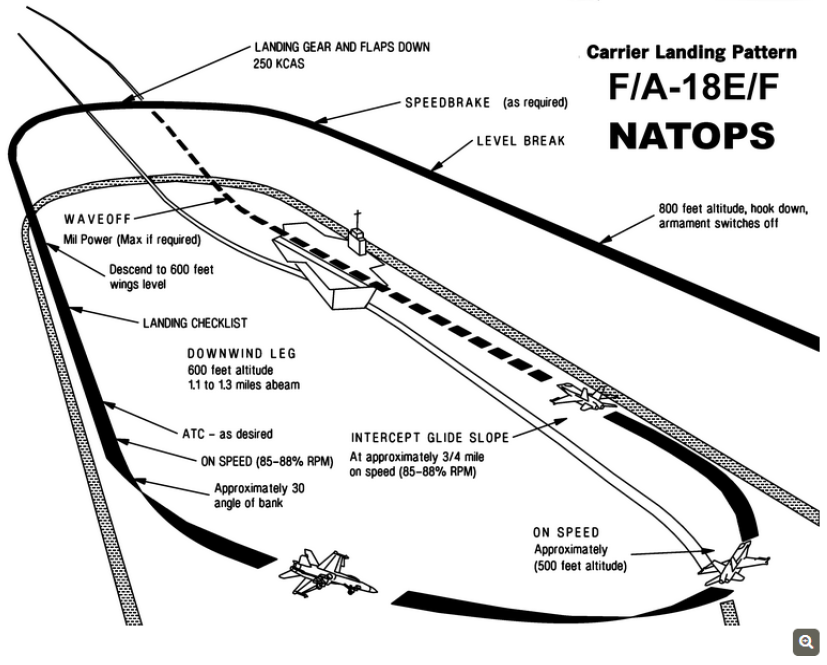 Carrier Landing Pattern
F/A-18E/F
NATOPS
LANDING GEAR AND FLAPS DOWN
250 KCAS
SPEEDBRAKE (as required)
LEVEL BREAK
800 feet altitude, hook down,
armament switches off
WAVEOFF
Mil Power (Max if required)
Descend to 600 feet
wings level
LANDING CHECKLIST
DOWNWIND LEG
600 feet altitude
1.1 to 1.3 miles abeam
ATC - as desired
ON SPEED (85-88% RPM)
Approximately 30
angle of bank
INTERCEPT GLIDE SLOPE
At approximately 3/4 mile
on speed (85-88% RPM)
ON SPEED
Approximately
(500 feet altitude)